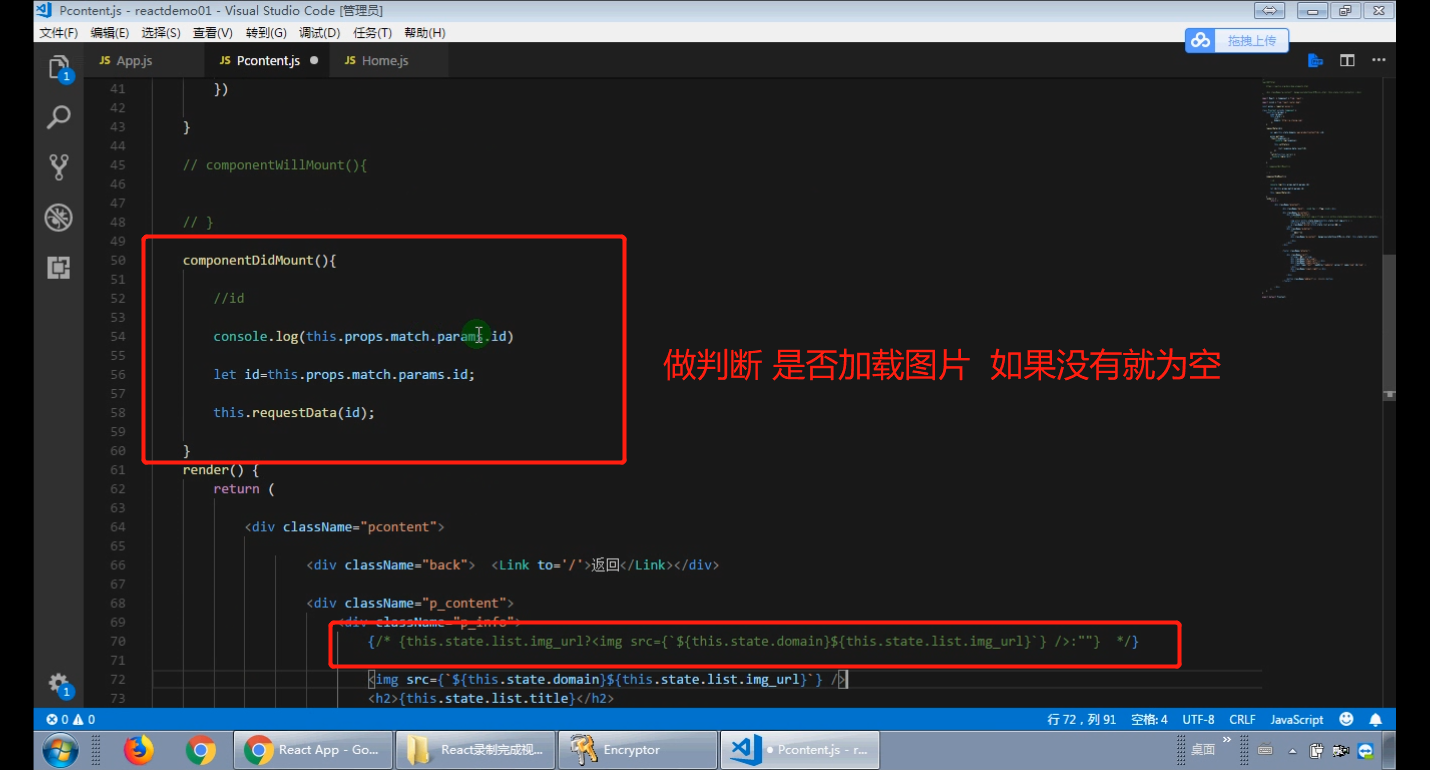 Pcontent.js - reactdemo01 - Visual Studio Code [管理员]
文件(F) 编辑(E) 选择(S) 查看(V) 转到(G) 调试(D) 任务(T) 帮助(H)
拖拽上传
JS App.js JS Pcontent.js ● JS Home.js
1
41 })
42
43 }
44
45 // componentWillMount(){
46
47
48 // }
49
50 componentDidMount(){
51
52 //id
53
54 console.log(this.props.match.params.id)
55
做判断 是否加载图片 如果没有就为空
56 let id=this.props.match.params.id;
57
58 this.requestData(id);
59
60 }
61 render() {
62 return (
63
64 <div className="pcontent">
65
66 <div className="back"> <Link to='/'>返回</Link></div>
67
68 <div className="p_content">
69 <div className="p_info">
70 {/* {this.state.list.img_url?<img src={`${this.state.domain}${this.state.list.img_url}`} />:""} */}
71
72 <img src={`${this.state.domain}${this.state.list.img_url}`} />
73 <h2>{this.state.list.title}</h2>
1
0 0 行 72，列 91 空格: 4 UTF-8 CRLF JavaScript
React App - Go... React录制完成视... Encryptor ● Pcontent.js - r... 桌面 »